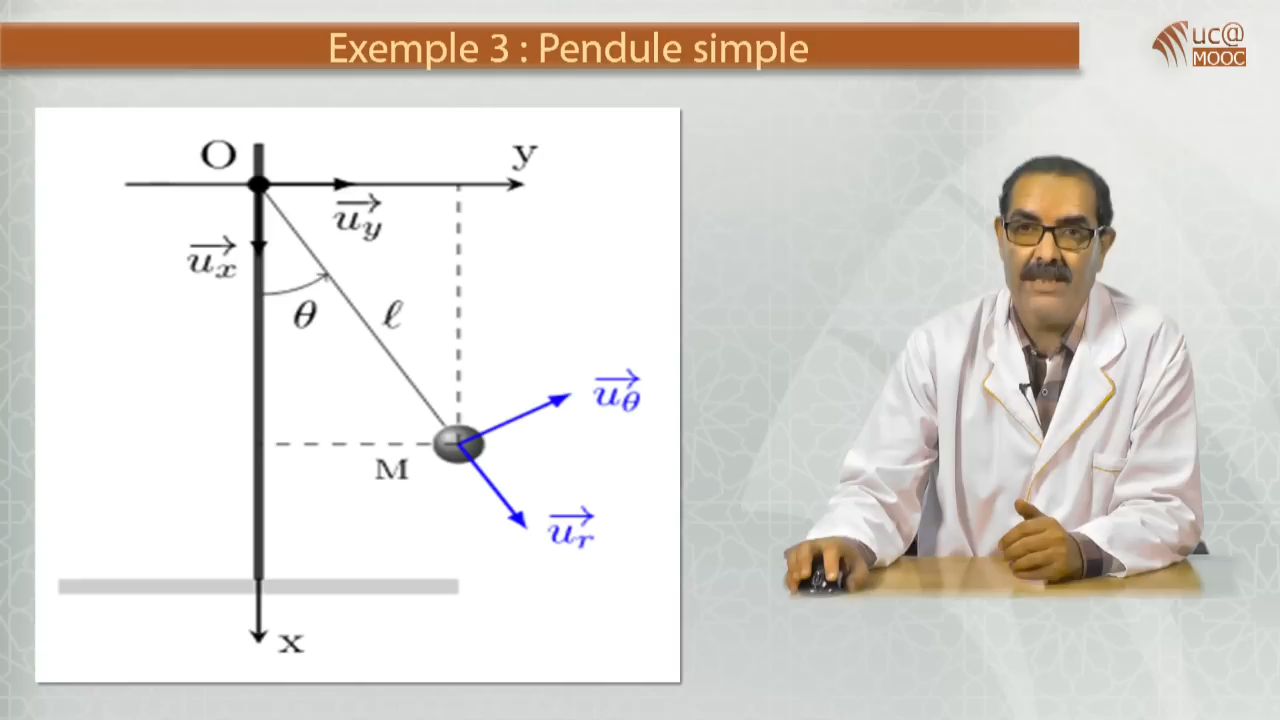 Exemple 3 : Pendule simple
uc@
MOOC
O
y
u_y
u_x
θ
ℓ
u_θ
M
u_r
x